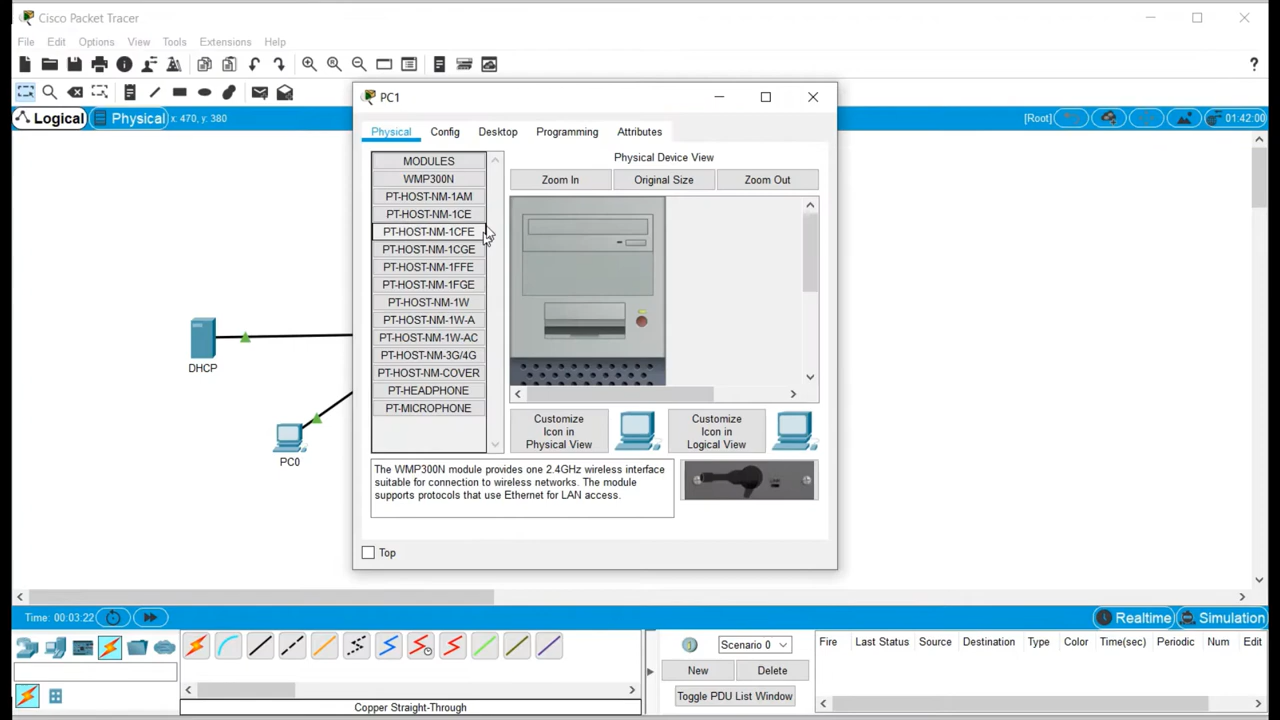 Cisco Packet Tracer
File Edit Options View Tools Extensions Help
?
Logical Physical x: 470, y: 380 [Root] 01:42:00
PC1
Physical Config Desktop Programming Attributes
MODULES
WMP300N
PT-HOST-NM-1AM
PT-HOST-NM-1CE
PT-HOST-NM-1CFE
PT-HOST-NM-1CGE
PT-HOST-NM-1FFE
PT-HOST-NM-1FGE
PT-HOST-NM-1W
PT-HOST-NM-1W-A
PT-HOST-NM-1W-AC
PT-HOST-NM-3G/4G
PT-HOST-NM-COVER
PT-HEADPHONE
PT-MICROPHONE
Physical Device View
Zoom In Original Size Zoom Out
Customize
Icon in
Physical View
Customize
Icon in
Logical View
The WMP300N module provides one 2.4GHz wireless interface
suitable for connection to wireless networks. The module
supports protocols that use Ethernet for LAN access.
Top
DHCP
PC0
Time: 00:03:22 Realtime Simulation
Scenario 0
New Delete
Toggle PDU List Window
Fire Last Status Source Destination Type Color Time(sec) Periodic Num Edit
Copper Straight-Through